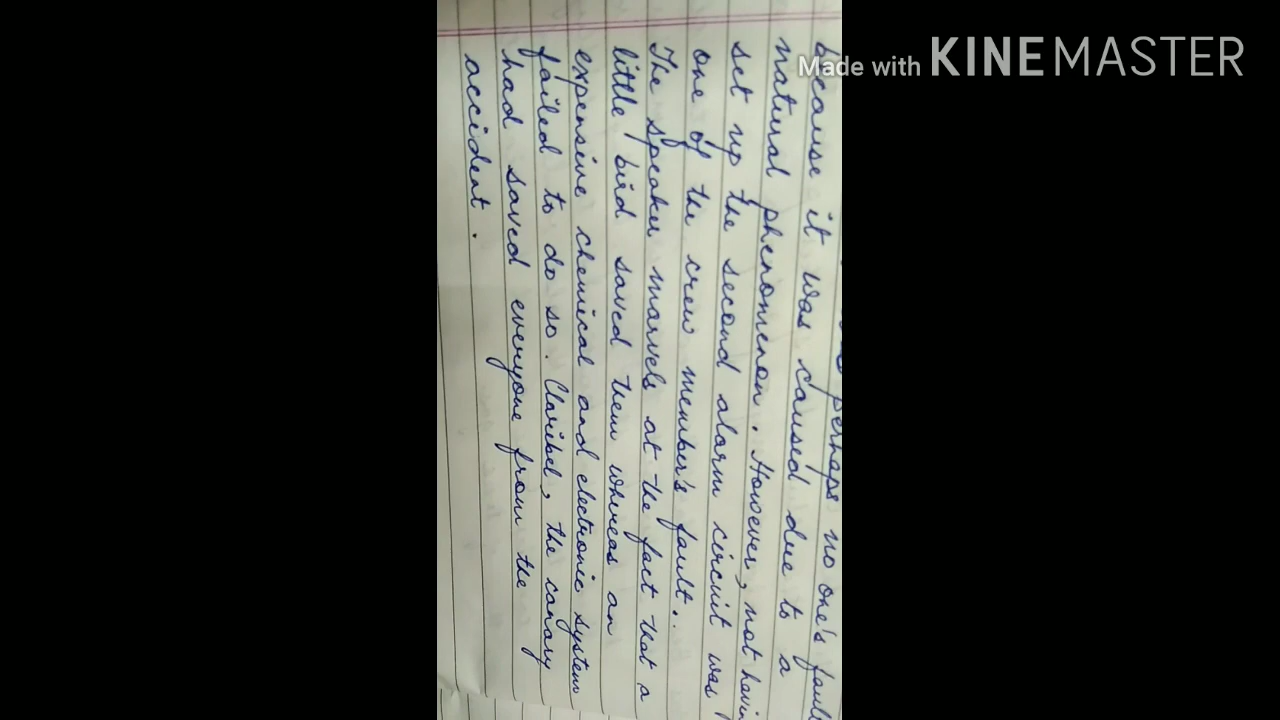 Made with KINEMASTER
perhaps no one's fault
because it was caused due to a
natural phenomenon. However, not having
set up the second alarm circuit was
one of the crew member's fault..
The speaker marvels at the fact that a
little bird saved them whereas an
expensive chemical and electronic system
failed to do so. Claribel, the canary
had saved everyone from the
accident.